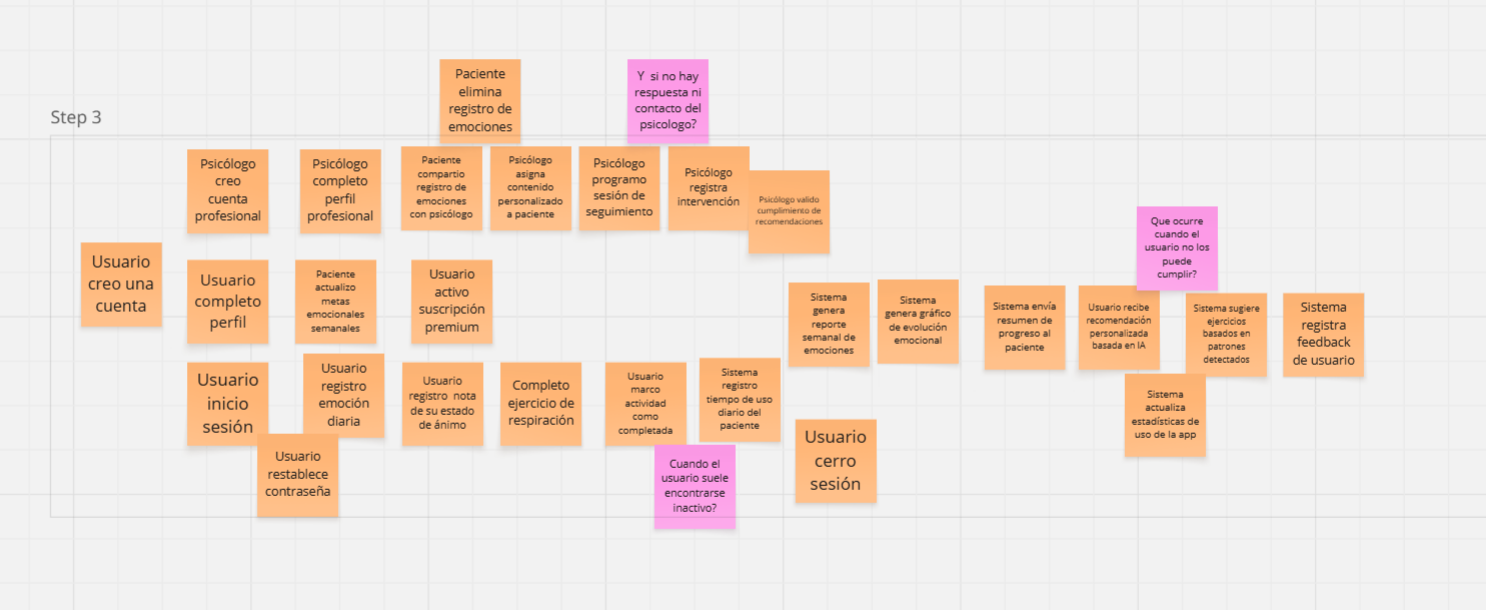 Step 3
Paciente
elimina
registro de
emociones
Y si no hay
respuesta ni
contacto del
psicologo?
Psicólogo
creo
cuenta
profesional
Psicólogo
completo
perfil
profesional
Paciente
compartio
registro de
emociones
con psicólogo
Psicólogo
asigna
contenido
personalizado
a paciente
Psicólogo
programo
sesión de
seguimiento
Psicólogo
registra
intervención
Psicólogo valido
cumplimiento de
recomendaciones
Que ocurre
cuando el
usuario no los
puede
cumplir?
Usuario
creo una
cuenta
Usuario
completo
perfil
Paciente
actualizo
metas
emocionales
semanales
Usuario
activo
suscripción
premium
Sistema
genera
reporte
semanal de
emociones
Sistema
genera gráfico
de evolución
emocional
Sistema envía
resumen de
progreso al
paciente
Usuario recibe
recomendación
personalizada
basada en IA
Sistema sugiere
ejercicios
basados en
patrones
detectados
Sistema
registra
feedback
de usuario
Usuario
inicio
sesión
Usuario
registro
emoción
diaria
Usuario
registro nota
de su estado
de ánimo
Completo
ejercicio de
respiración
Usuario
marco
actividad
como
completada
Sistema
registro
tiempo de uso
diario del
paciente
Sistema
actualiza
estadísticas de
uso de la app
Usuario
restablece
contraseña
Cuando el
usuario suele
encontrarse
inactivo?
Usuario
cerro
sesión